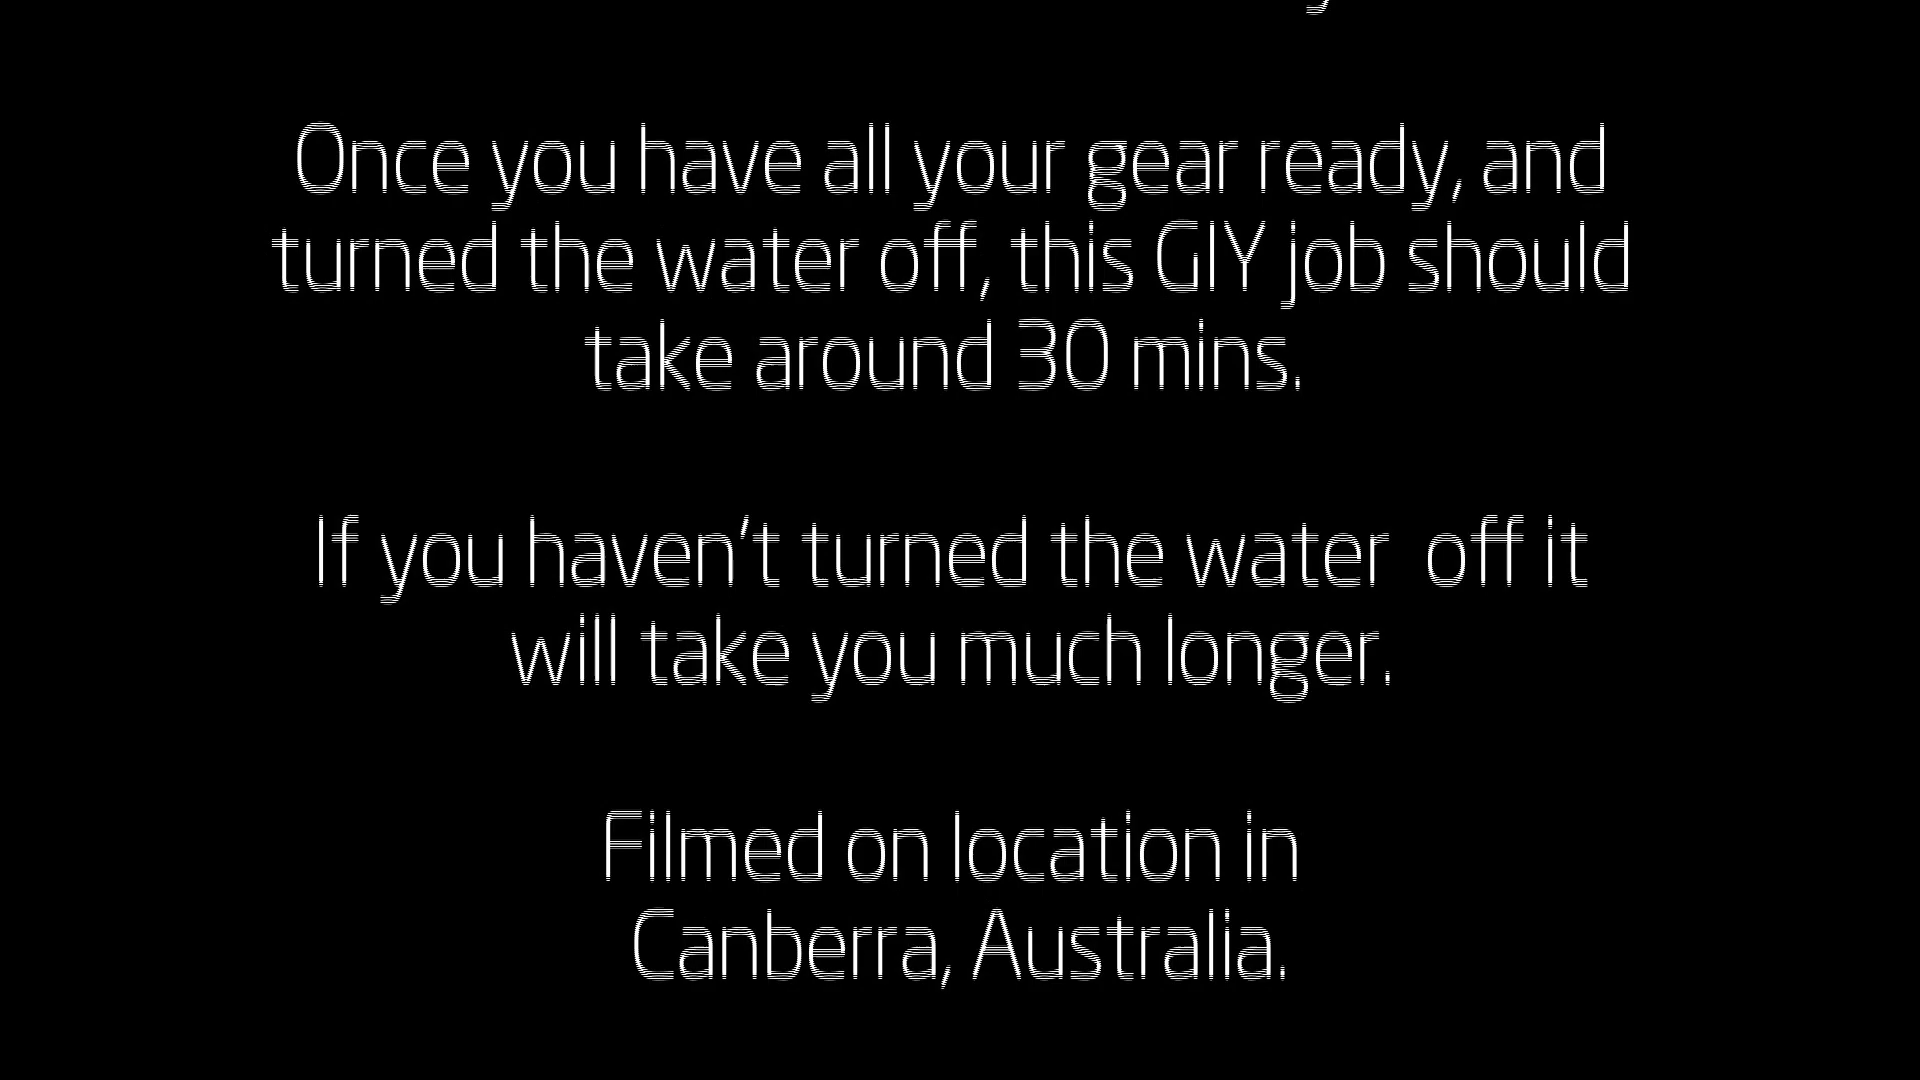 Once you have all your gear ready, and
turned the water off, this GIY job should
take around 30 mins.
If you haven't turned the water  off it
will take you much longer.
Filmed on location in
Canberra, Australia.